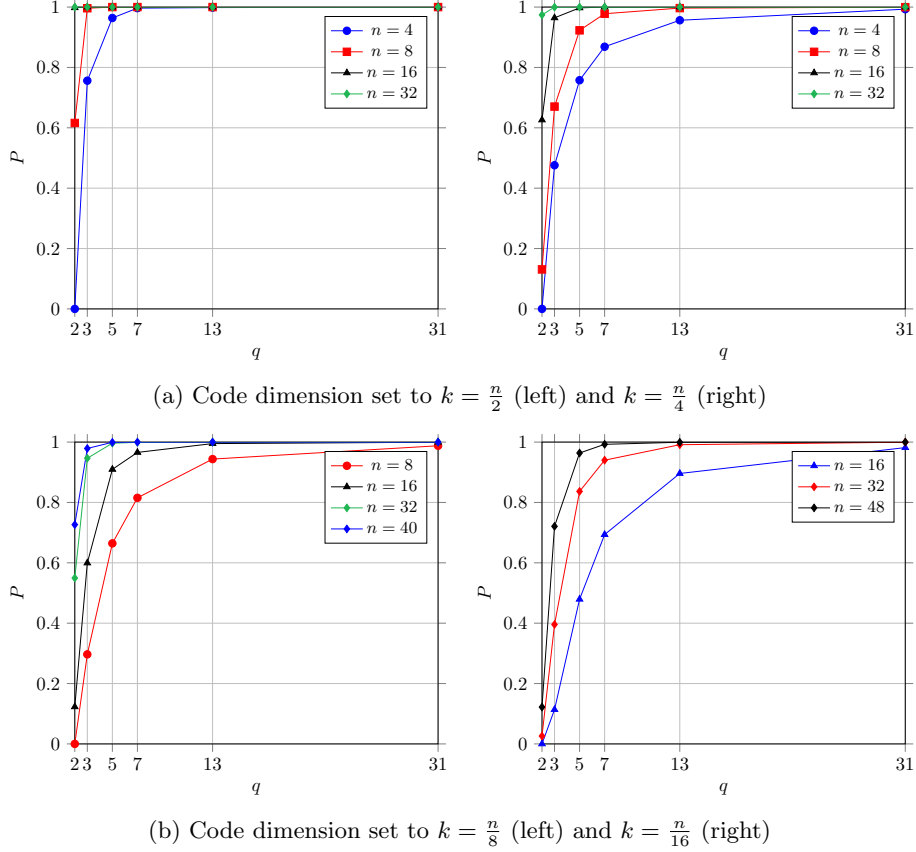 1
0.8
0.6
0.4
0.2
0
P
2 3 5 7 13 31
q
n = 4
n = 8
n = 16
n = 32
1
0.8
0.6
0.4
0.2
0
P
2 3 5 7 13 31
q
n = 4
n = 8
n = 16
n = 32
(a) Code dimension set to k = n/2 (left) and k = n/4 (right)
1
0.8
0.6
0.4
0.2
0
P
2 3 5 7 13 31
q
n = 8
n = 16
n = 32
n = 40
1
0.8
0.6
0.4
0.2
0
P
2 3 5 7 13 31
q
n = 16
n = 32
n = 48
(b) Code dimension set to k = n/8 (left) and k = n/16 (right)